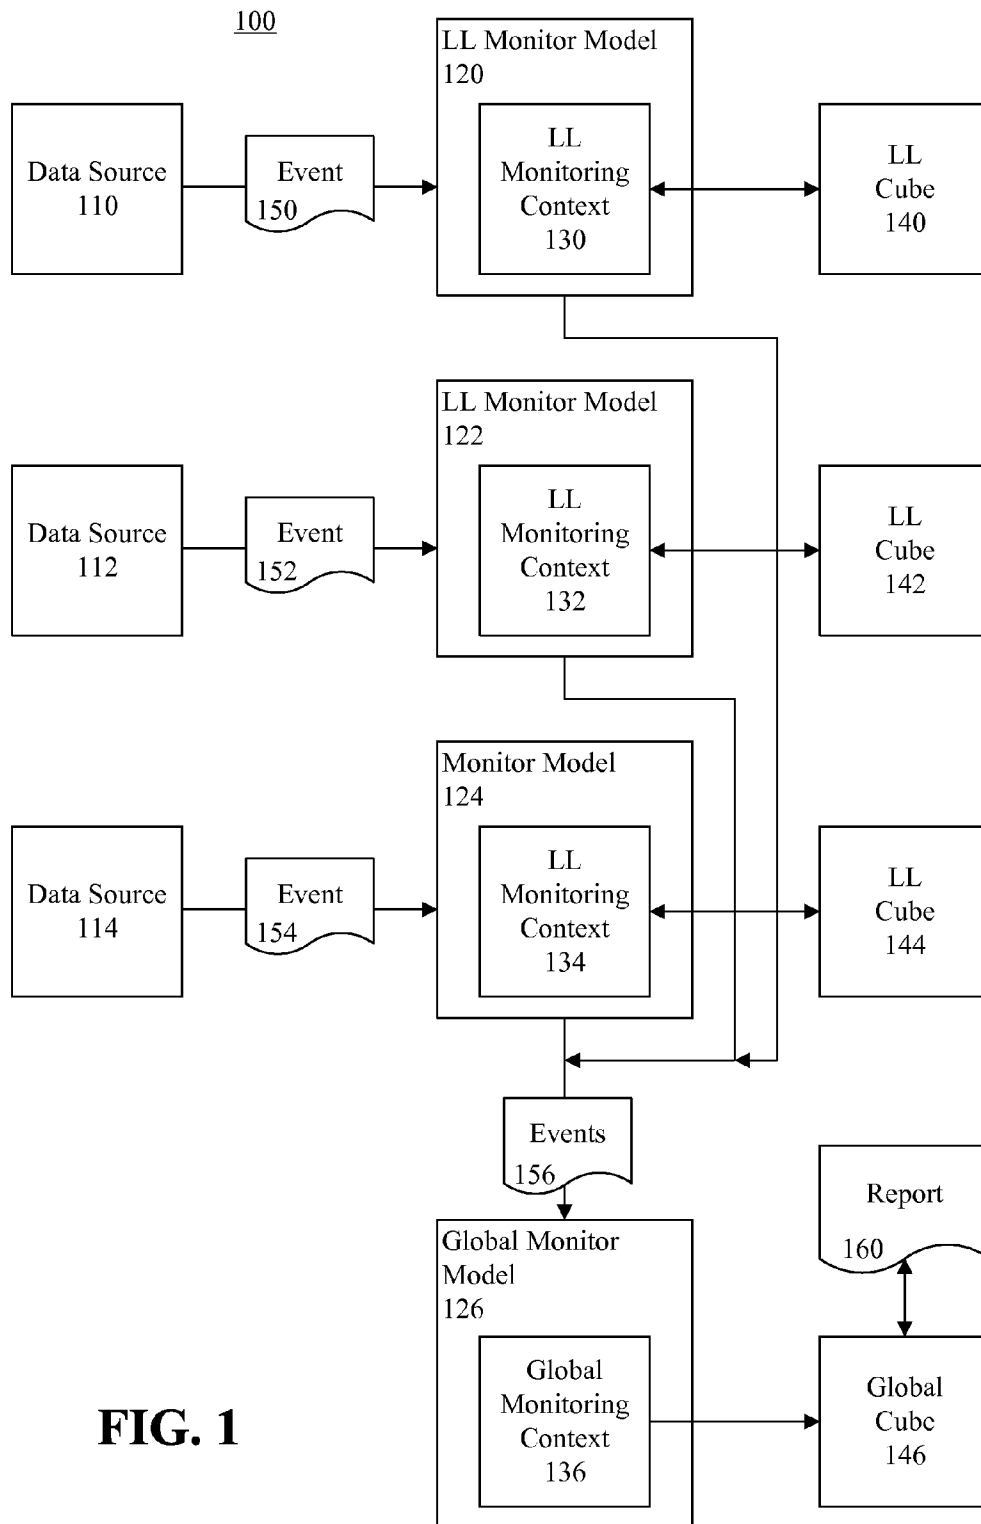 100
LL Monitor Model
120
Data Source
110
Event
150
LL
Monitoring
Context
130
LL
Cube
140
LL Monitor Model
122
Data Source
112
Event
152
LL
Monitoring
Context
132
LL
Cube
142
Monitor Model
124
Data Source
114
Event
154
LL
Monitoring
Context
134
LL
Cube
144
Events
156
Report
160
Global Monitor
Model
126
Global
Monitoring
Context
136
Global
Cube
146
FIG. 1